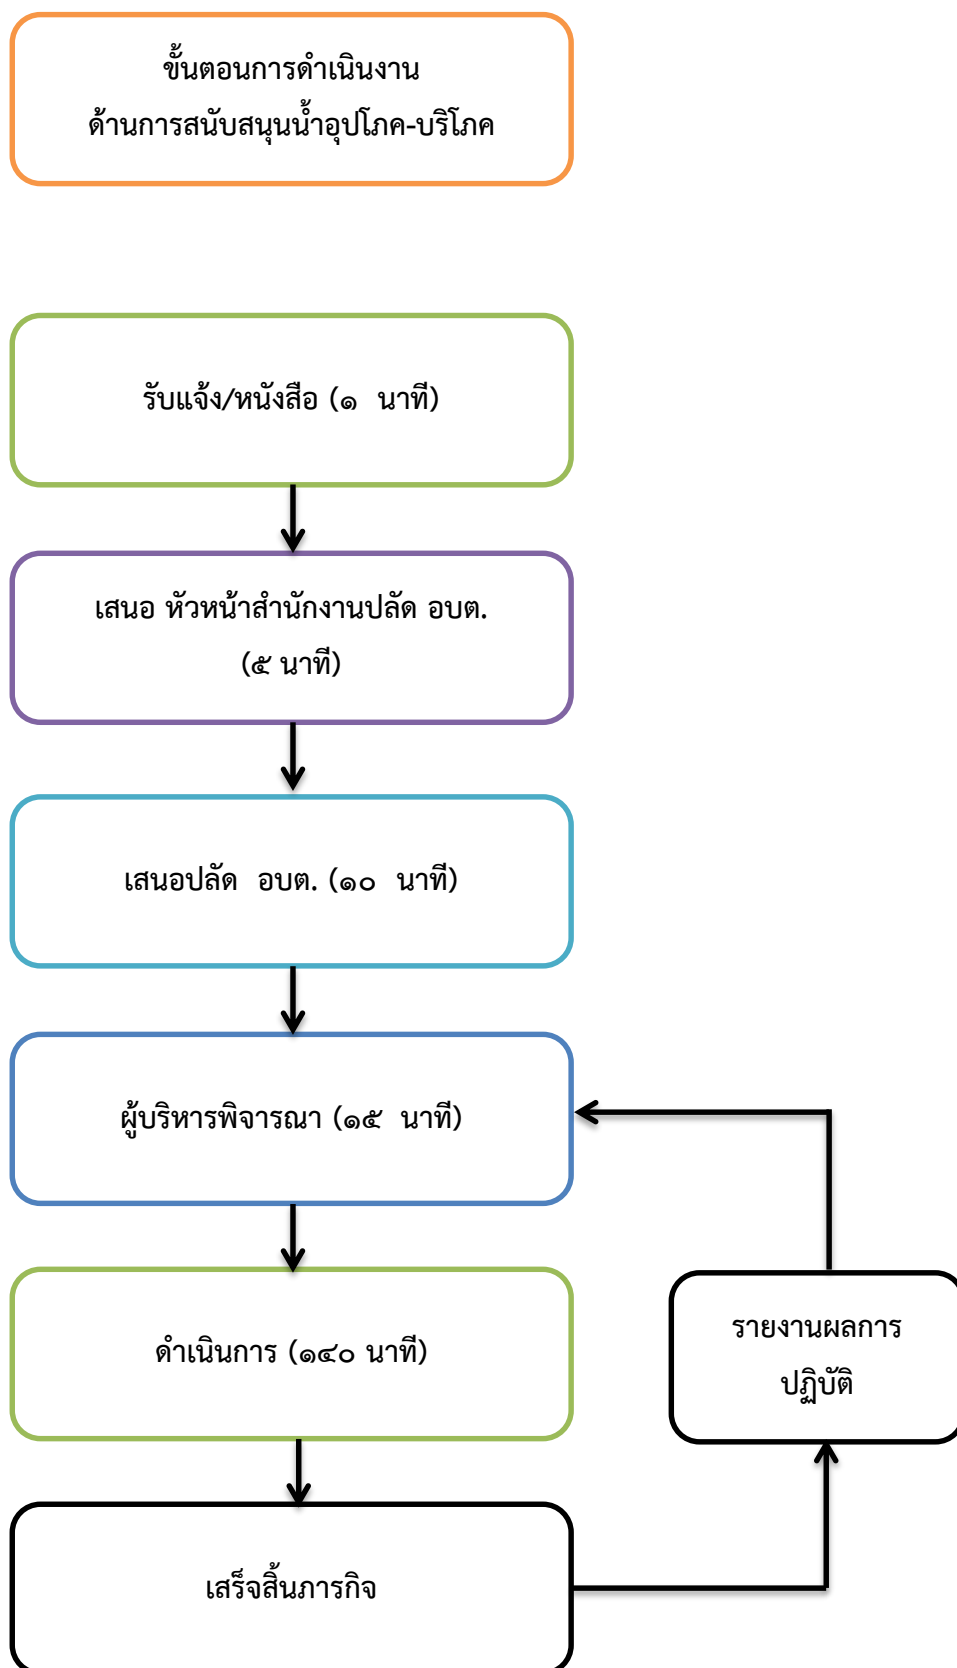 ขั้นตอนการดำเนินงาน
ด้านการสนับสนุนน้ำอุปโภค-บริโภค
รับแจ้ง/หนังสือ (๑ นาที)
เสนอ หัวหน้าสำนักงานปลัด อบต.
(๕ นาที)
เสนอปลัด อบต. (๑๐ นาที)
ผู้บริหารพิจารณา (๑๕ นาที)
ดำเนินการ (๑๔๐ นาที)
รายงานผลการ
ปฏิบัติ
เสร็จสิ้นภารกิจ